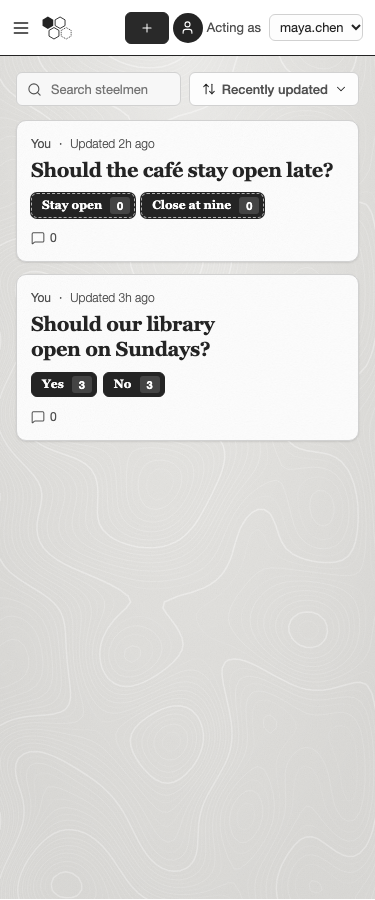 + Acting as maya.chen
Search steelmen Recently updated
You · Updated 2h ago
Should the café stay open late?
Stay open 0 Close at nine 0
0
You · Updated 3h ago
Should our library
open on Sundays?
Yes 3 No 3
0